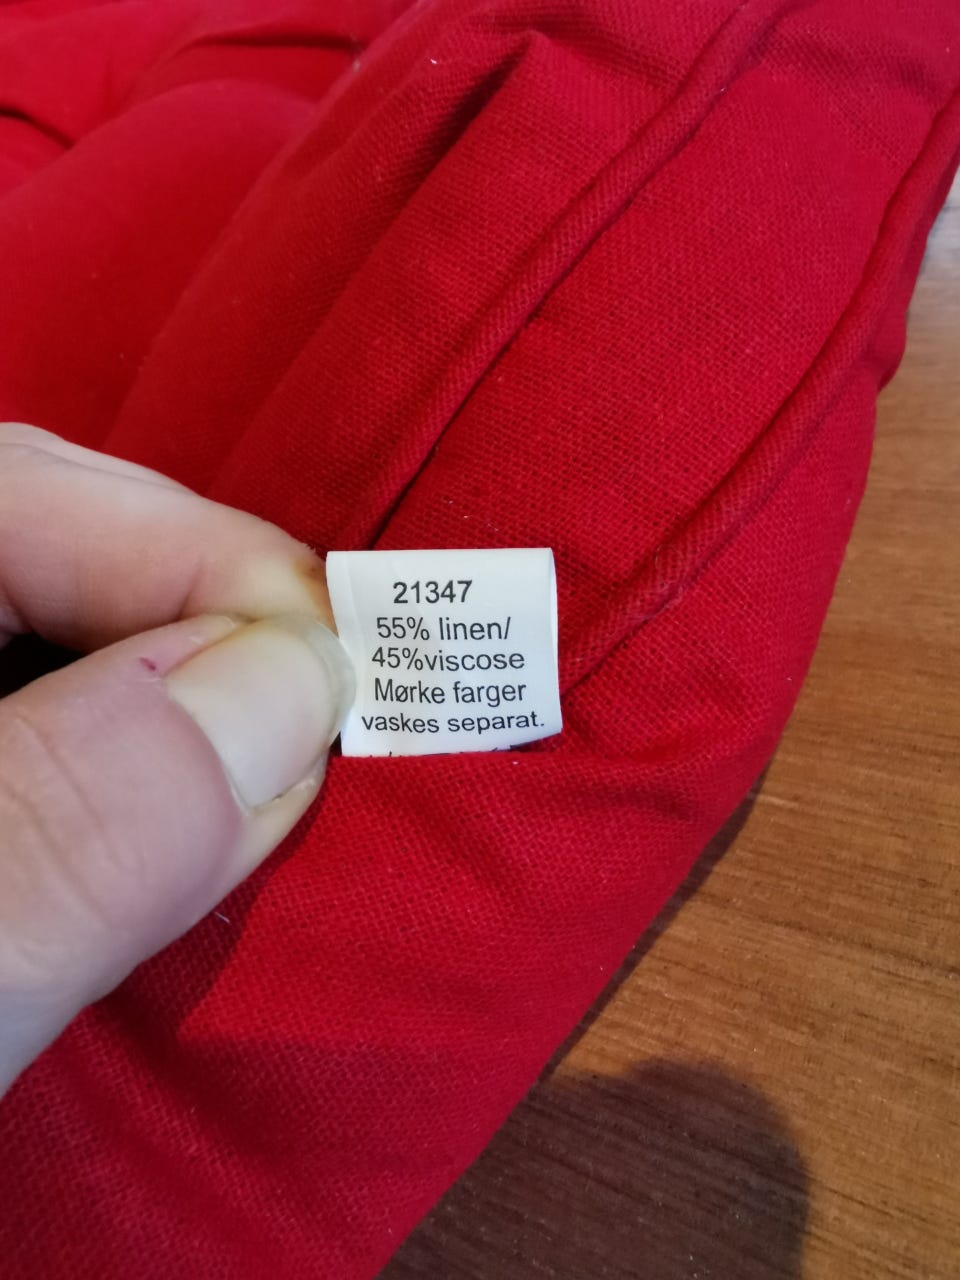 21347
55% linen/
45%viscose
Mørke farger
vaskes separat.